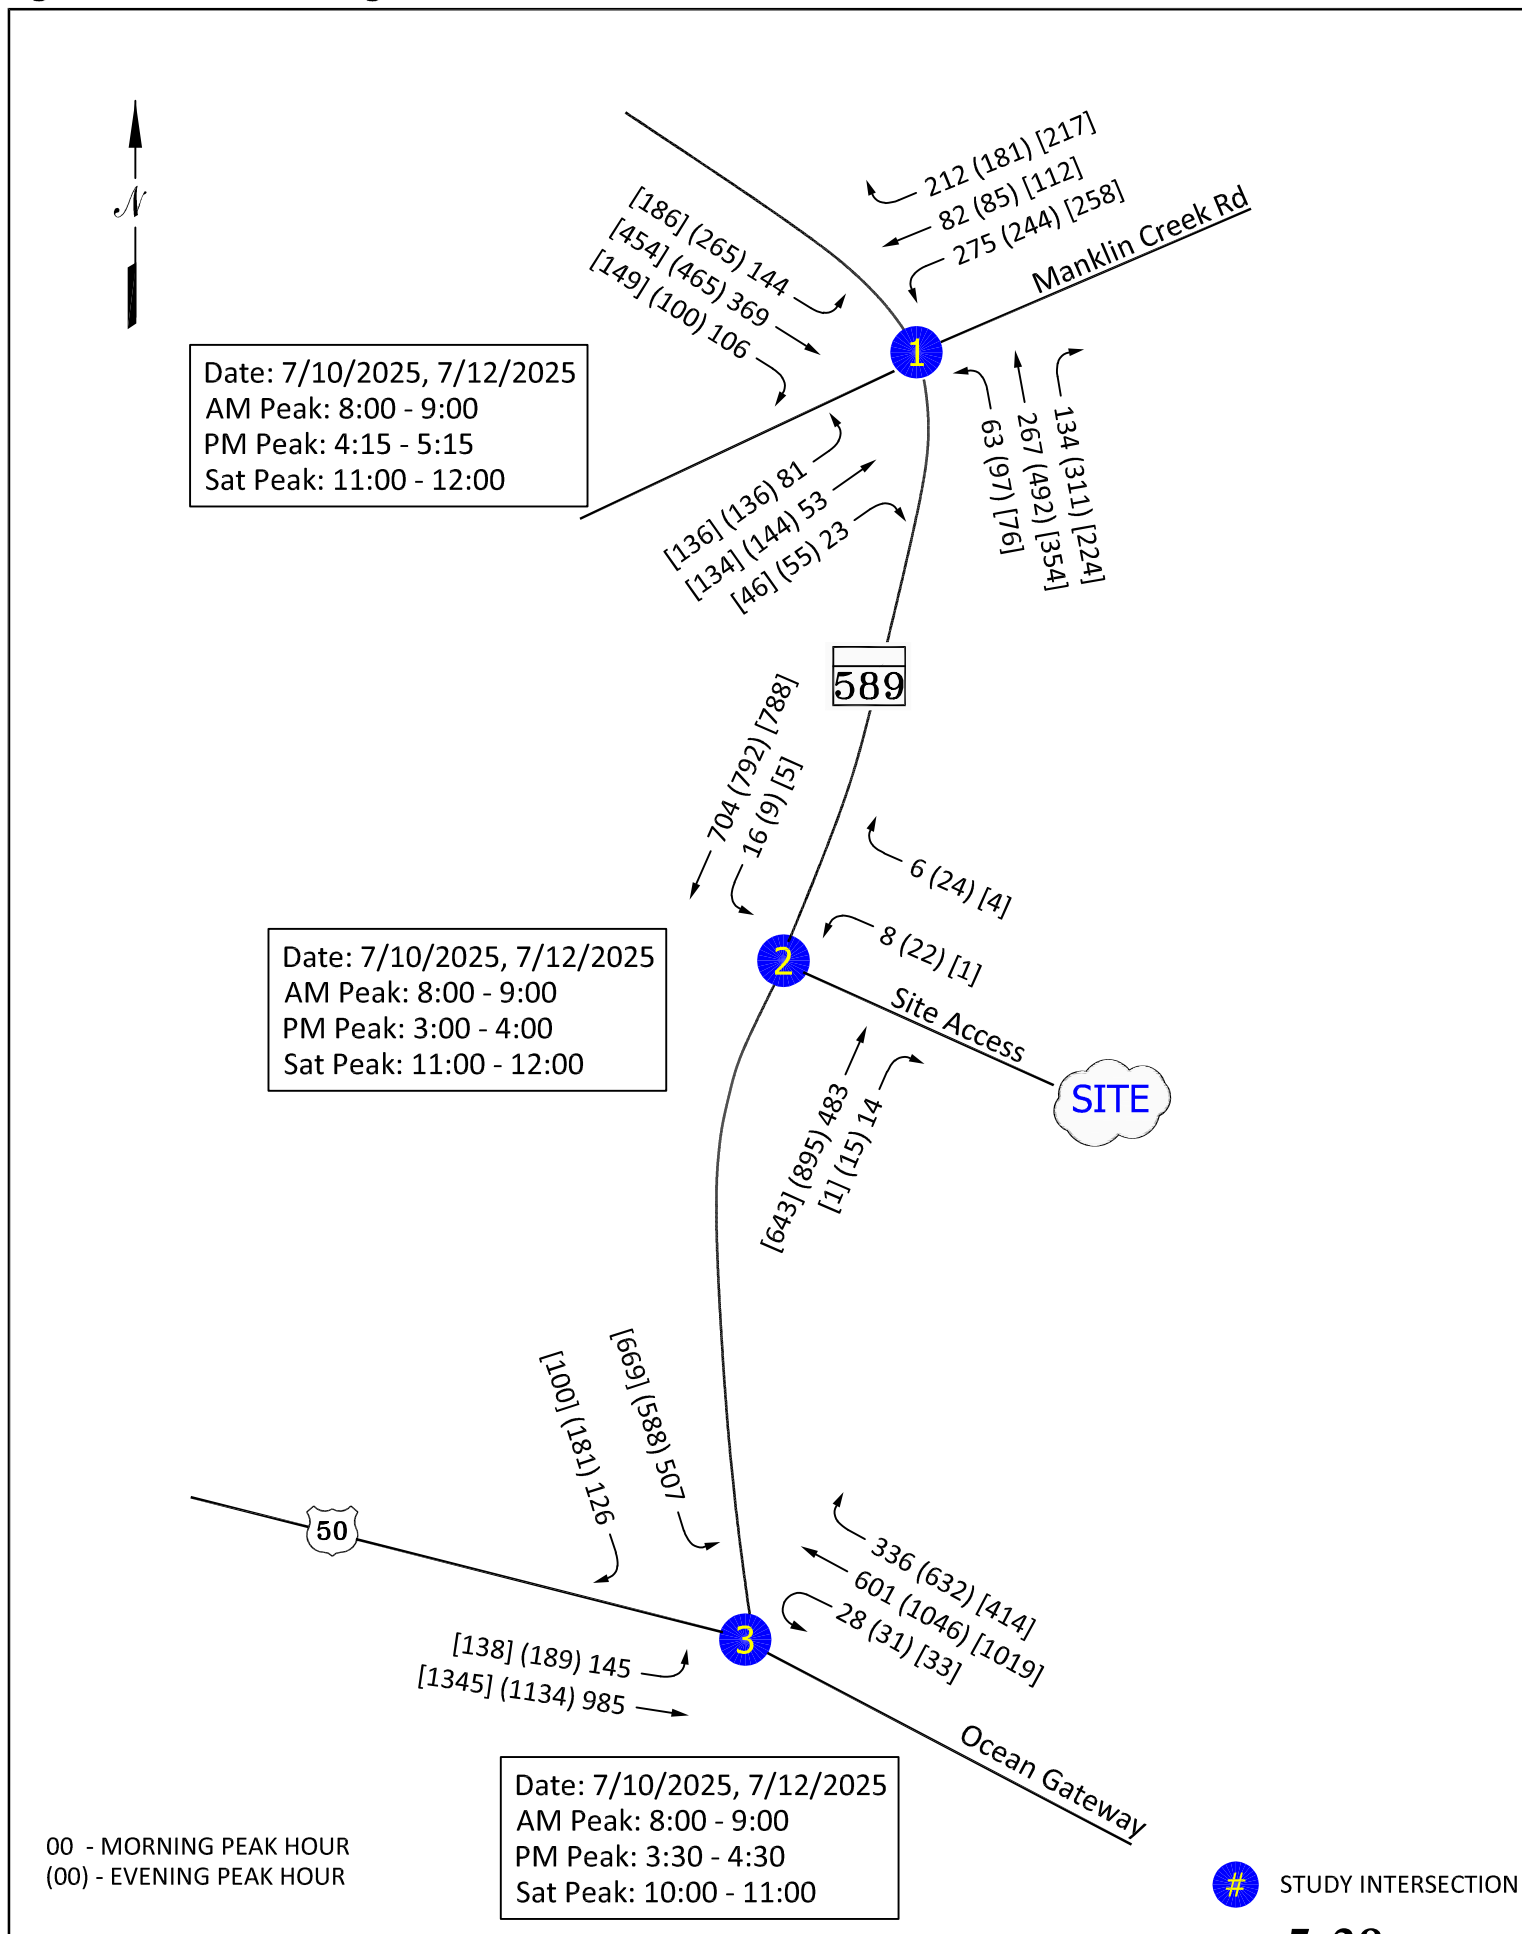 N
212 (181) [217]
82 (85) [112]
275 (244) [258]
Manklin Creek Rd
[186] (265) 144
[454] (465) 369
[149] (100) 106
1
Date: 7/10/2025, 7/12/2025
AM Peak: 8:00 - 9:00
PM Peak: 4:15 - 5:15
Sat Peak: 11:00 - 12:00
63 (97) [76]
267 (492) [354]
134 (311) [224]
[136] (136) 81
[134] (144) 53
[46] (55) 23
589
704 (792) [788]
16 (9) [5]
6 (24) [4]
8 (22) [1]
2
Date: 7/10/2025, 7/12/2025
AM Peak: 8:00 - 9:00
PM Peak: 3:00 - 4:00
Sat Peak: 11:00 - 12:00
Site Access
SITE
[643] (895) 483
[1] (15) 14
[100] (181) 126
[669] (588) 507
50
336 (632) [414]
601 (1046) [1019]
28 (31) [33]
3
[138] (189) 145
[1345] (1134) 985
Ocean Gateway
Date: 7/10/2025, 7/12/2025
AM Peak: 8:00 - 9:00
PM Peak: 3:30 - 4:30
Sat Peak: 10:00 - 11:00
00 - MORNING PEAK HOUR
(00) - EVENING PEAK HOUR
# STUDY INTERSECTION